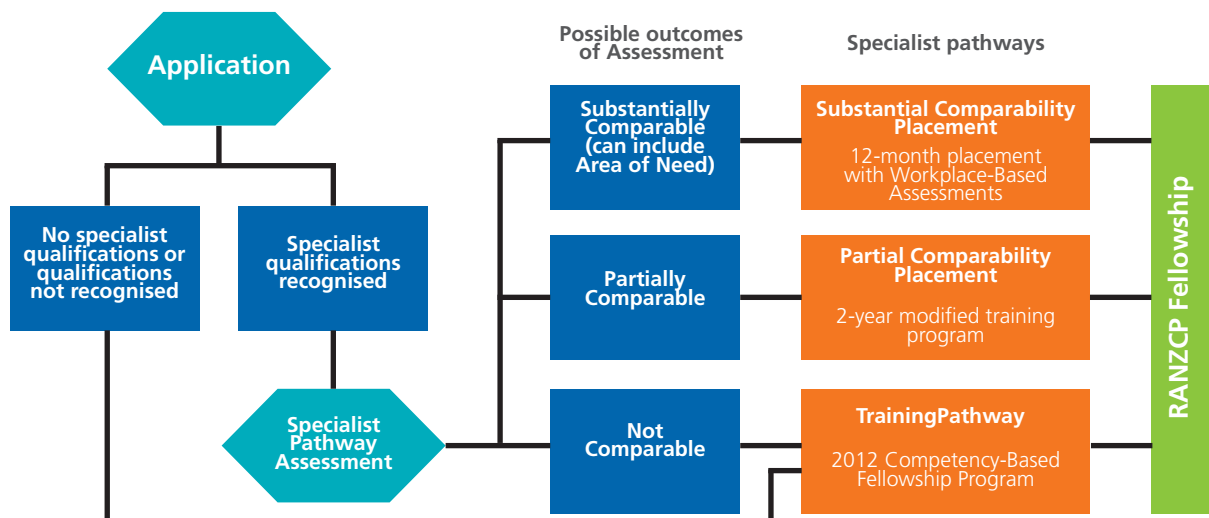 Application
No specialist
qualifications or
qualifications
not recognised
Specialist
qualifications
recognised
Specialist
Pathway
Assessment
Possible outcomes
of Assessment
Substantially
Comparable
(can include
Area of Need)
Partially
Comparable
Not
Comparable
Specialist pathways
Substantial Comparability
Placement
12-month placement
with Workplace-Based
Assessments
Partial Comparability
Placement
2-year modified training
program
TrainingPathway
2012 Competency-Based
Fellowship Program
RANZCP Fellowship